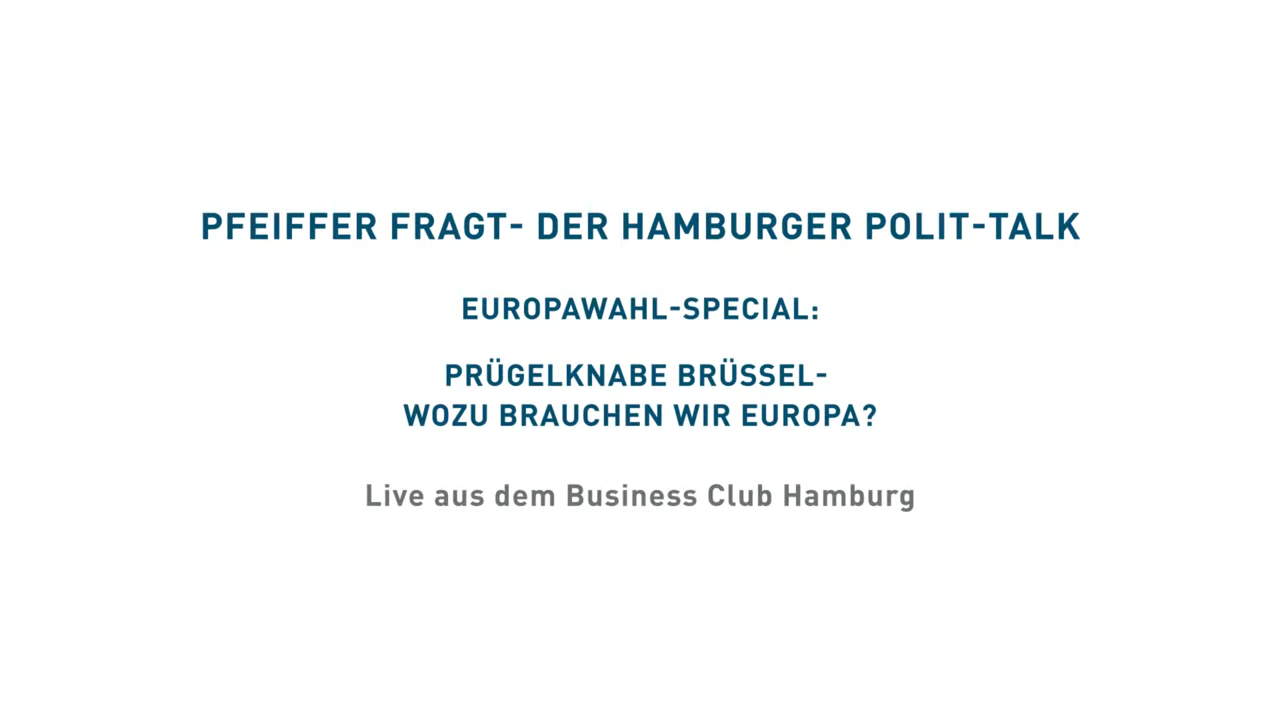 PFEIFFER FRAGT- DER HAMBURGER POLIT-TALK
EUROPAWAHL-SPECIAL:
PRÜGELKNABE BRÜSSEL-
WOZU BRAUCHEN WIR EUROPA?
Live aus dem Business Club Hamburg